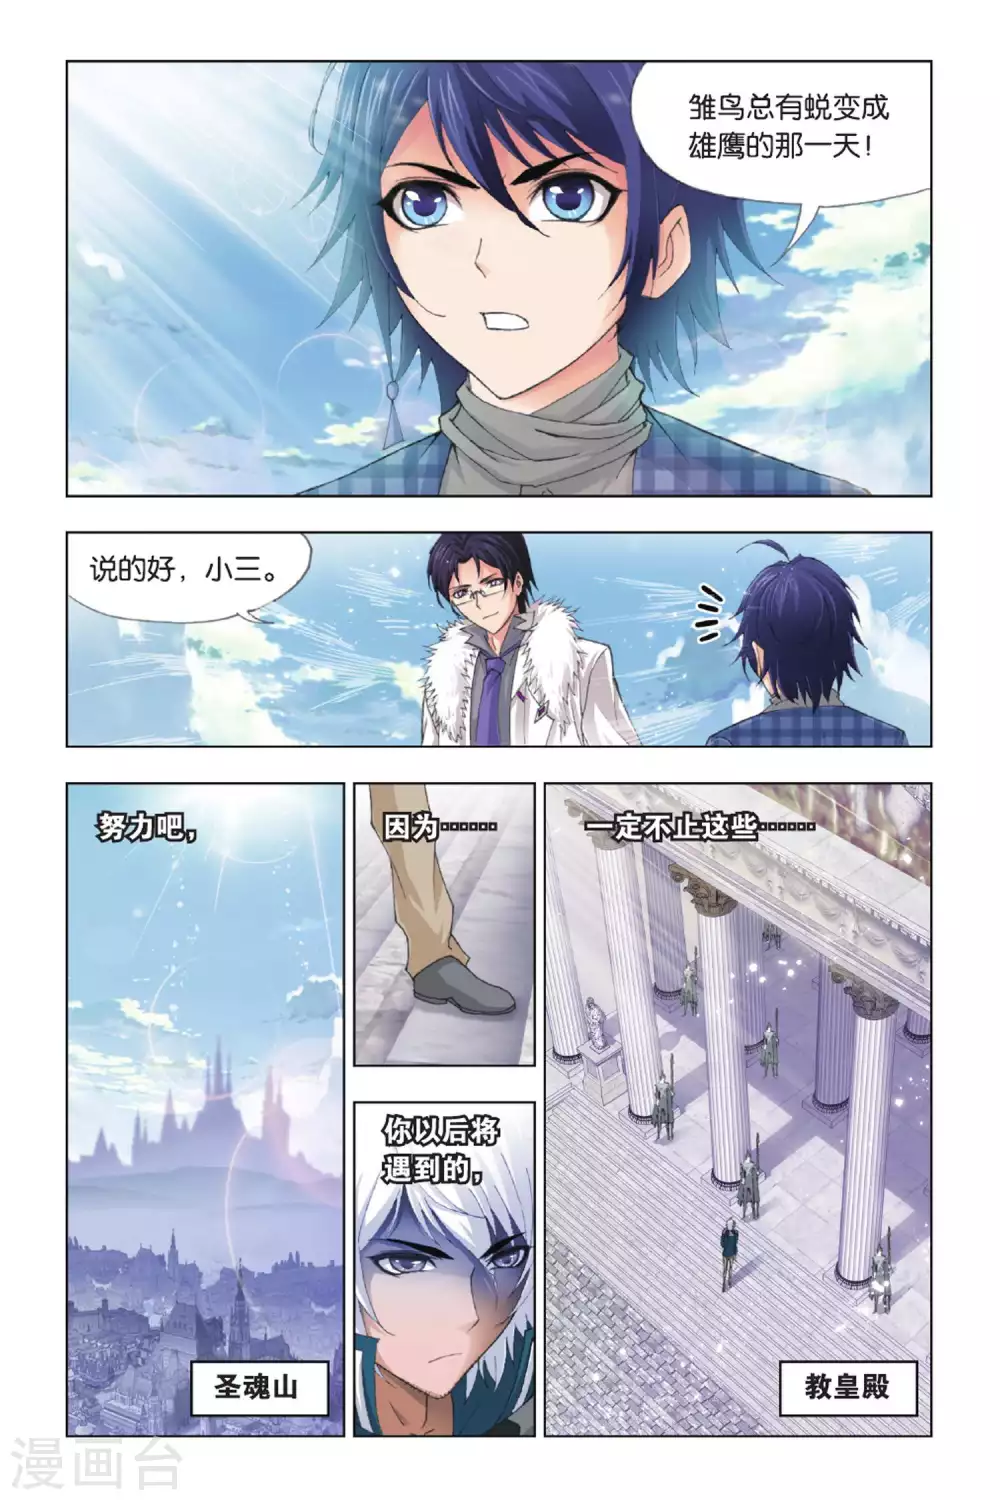 雏鸟总有蜕变成
雄鹰的那一天！
说的好，小三。
努力吧，
因为……
你以后将
遇到的，
一定不止这些……
圣魂山
教皇殿
漫画台